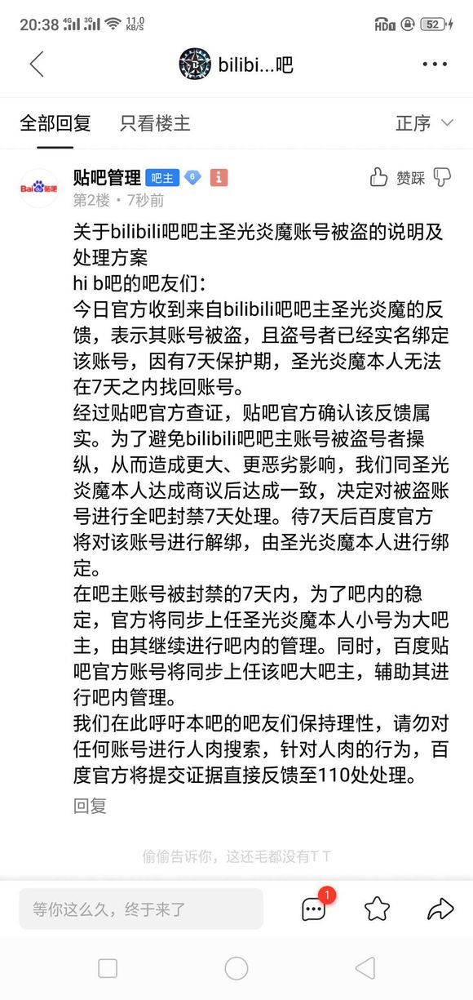 20:38 4G 3G 11.0 KB/S HD1 52
bilibi...吧
全部回复 只看楼主 正序
Bai 贴吧 贴吧管理 吧主 6
第2楼 · 7秒前 赞踩
关于bilibili吧吧主圣光炎魔账号被盗的说明及
处理方案
hi b吧的吧友们：
今日官方收到来自bilibili吧吧主圣光炎魔的反
馈，表示其账号被盗，且盗号者已经实名绑定
该账号，因有7天保护期，圣光炎魔本人无法
在7天之内找回账号。
经过贴吧官方查证，贴吧官方确认该反馈属
实。为了避免bilibili吧吧主账号被盗号者操
纵，从而造成更大、更恶劣影响，我们同圣光
炎魔本人达成商议后达成一致，决定对被盗账
号进行全吧封禁7天处理。待7天后百度官方
将对该账号进行解绑，由圣光炎魔本人进行绑
定。
在吧主账号被封禁的7天内，为了吧内的稳
定，官方将同步上任圣光炎魔本人小号为大吧
主，由其继续进行吧内的管理。同时，百度贴
吧官方账号将同步上任该吧大吧主，辅助其进
行吧内管理。
我们在此呼吁本吧的吧友们保持理性，请勿对
任何账号进行人肉搜索，针对人肉的行为，百
度官方将提交证据直接反馈至110处处理。
回复
偷偷告诉你，这还毛都没有T T
等你这么久，终于来了 1